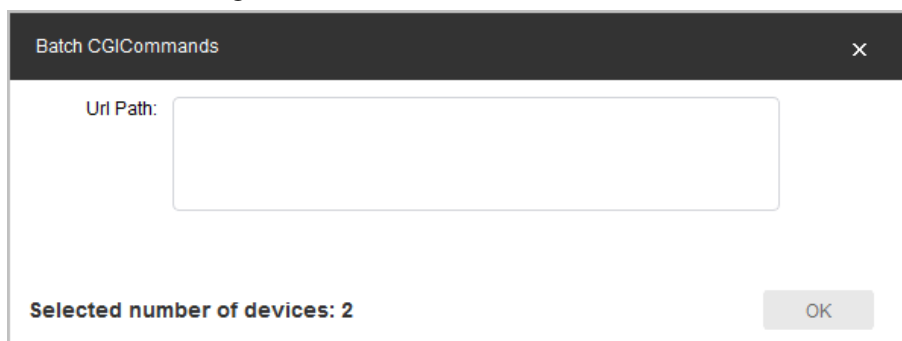 Batch CGICommands ×
Url Path:
Selected number of devices: 2
OK